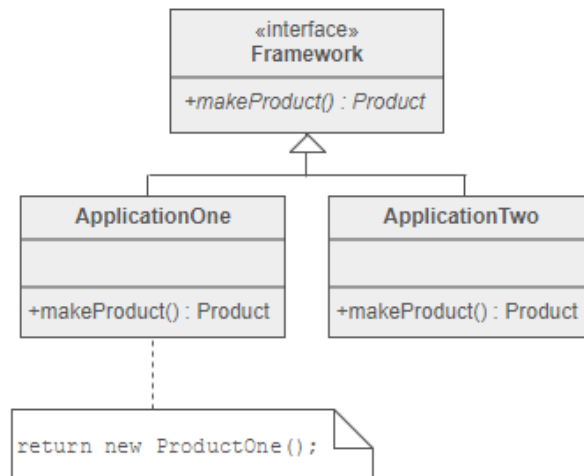 «interface»
Framework
+makeProduct() : Product
ApplicationOne
ApplicationTwo
+makeProduct() : Product
+makeProduct() : Product
return new ProductOne();